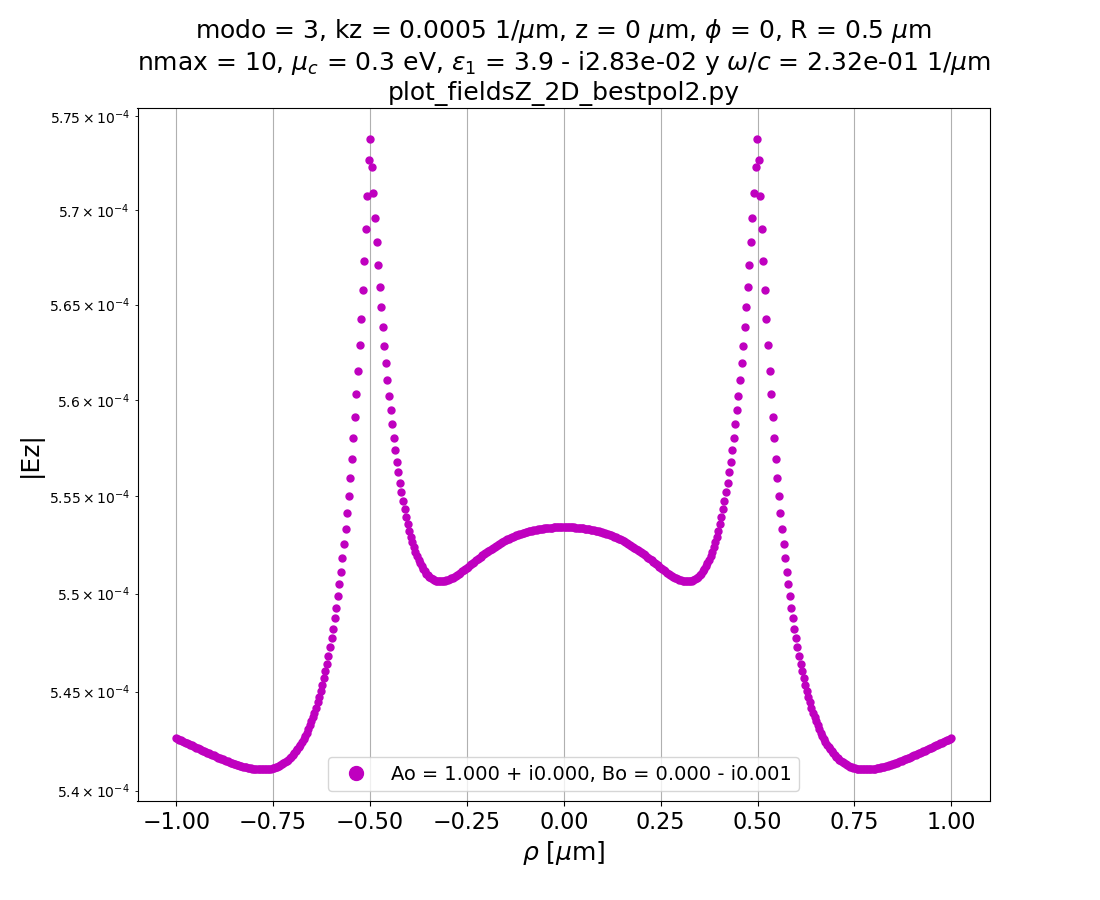 modo = 3, kz = 0.0005 1/μm, z = 0 μm, ϕ = 0, R = 0.5 μm
nmax = 10, μ_c = 0.3 eV, ε₁ = 3.9 - i2.83e-02 y ω/c = 2.32e-01 1/μm
plot_fieldsZ_2D_bestpol2.py
5.75 × 10⁻⁴
5.7 × 10⁻⁴
5.65 × 10⁻⁴
5.6 × 10⁻⁴
5.55 × 10⁻⁴
5.5 × 10⁻⁴
5.45 × 10⁻⁴
5.4 × 10⁻⁴
|Ez|
Ao = 1.000 + i0.000, Bo = 0.000 - i0.001
−1.00 −0.75 −0.50 −0.25 0.00 0.25 0.50 0.75 1.00
ρ [μm]